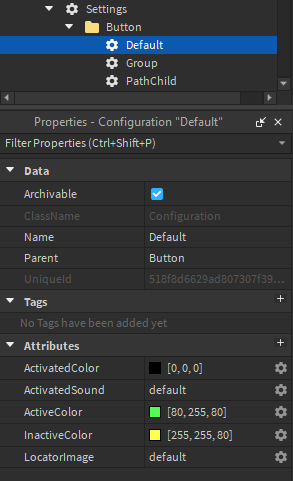 Settings
Button
Default
Group
PathChild
Properties - Configuration "Default"
Filter Properties (Ctrl+Shift+P)
Data
Archivable
ClassName Configuration
Name Default
Parent Button
UniqueId 518f8d6629ad807307f39...
Tags +
No Tags have been added yet
Attributes +
ActivatedColor [0, 0, 0]
ActivatedSound default
ActiveColor [80, 255, 80]
InactiveColor [255, 255, 80]
LocatorImage default